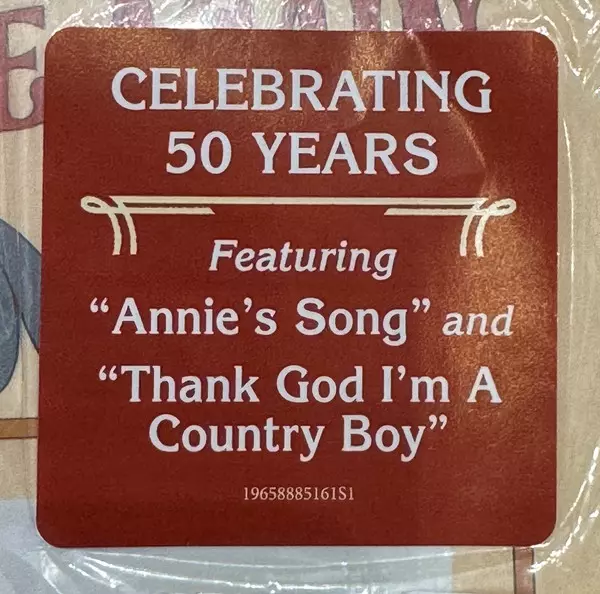 CELEBRATING
50 YEARS
Featuring
“Annie’s Song” and
“Thank God I’m A
Country Boy”
19658885161S1